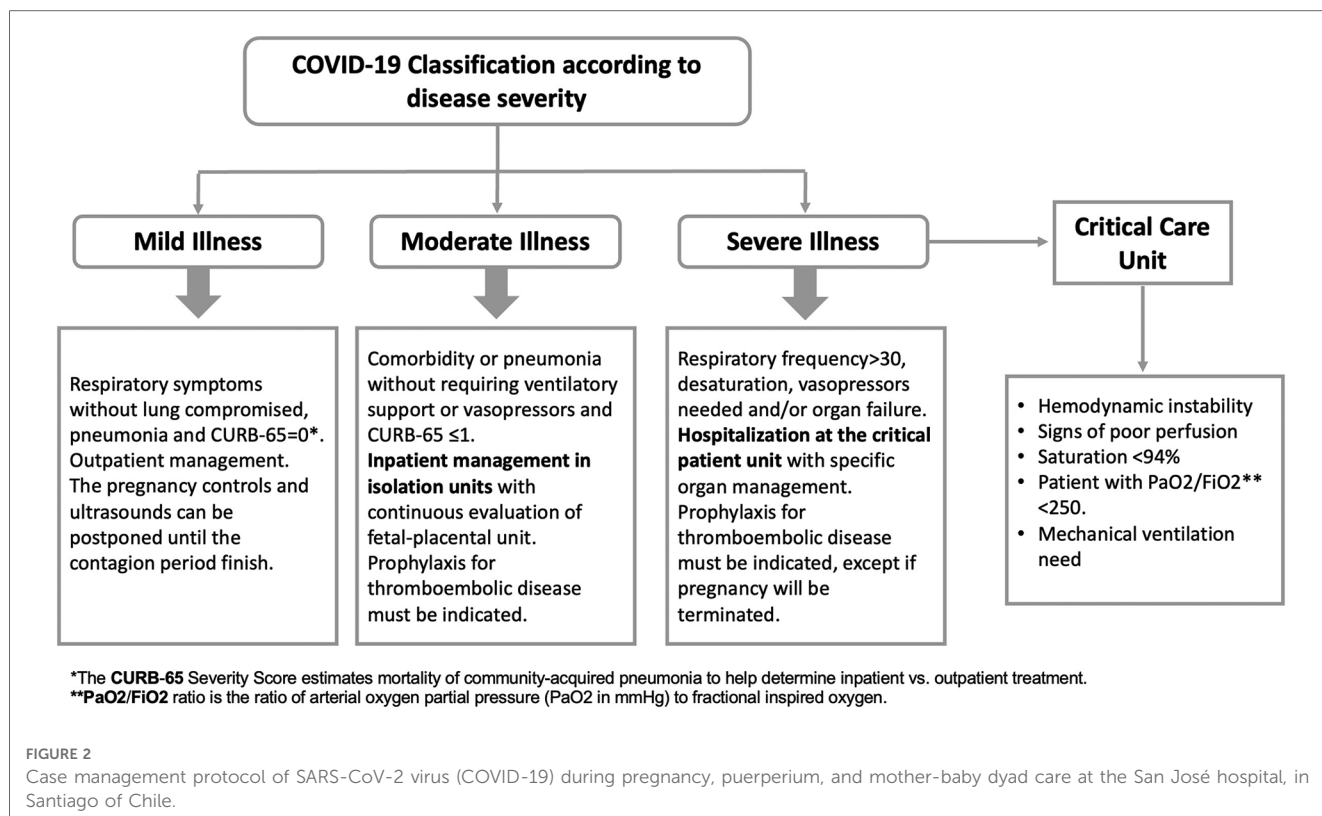 COVID-19 Classification according to
disease severity
Mild Illness
Moderate Illness
Severe Illness
Critical Care
Unit
Respiratory symptoms
without lung compromised,
pneumonia and CURB-65=0*.
Outpatient management.
The pregnancy controls and
ultrasounds can be
postponed until the
contagion period finish.
Comorbidity or pneumonia
without requiring ventilatory
support or vasopressors and
CURB-65 ≤1.
Inpatient management in
isolation units with
continuous evaluation of
fetal-placental unit.
Prophylaxis for
thromboembolic disease
must be indicated.
Respiratory frequency>30,
desaturation, vasopressors
needed and/or organ failure.
Hospitalization at the critical
patient unit with specific
organ management.
Prophylaxis for
thromboembolic disease
must be indicated, except if
pregnancy will be
terminated.
• Hemodynamic instability
• Signs of poor perfusion
• Saturation <94%
• Patient with PaO2/FiO2**
<250.
• Mechanical ventilation
need
*The CURB-65 Severity Score estimates mortality of community-acquired pneumonia to help determine inpatient vs. outpatient treatment.
**PaO2/FiO2 ratio is the ratio of arterial oxygen partial pressure (PaO2 in mmHg) to fractional inspired oxygen.
FIGURE 2
Case management protocol of SARS-CoV-2 virus (COVID-19) during pregnancy, puerperium, and mother-baby dyad care at the San José hospital, in
Santiago of Chile.